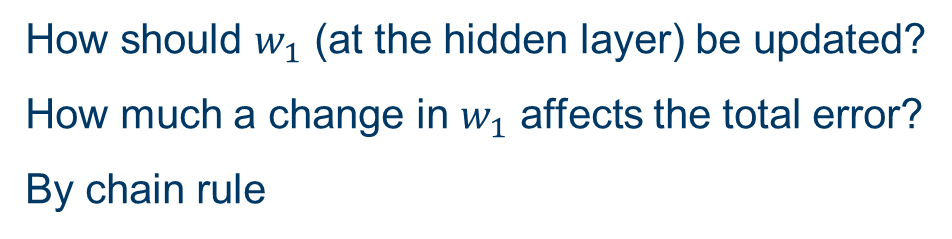 How should w₁ (at the hidden layer) be updated?
How much a change in w₁ affects the total error?
By chain rule